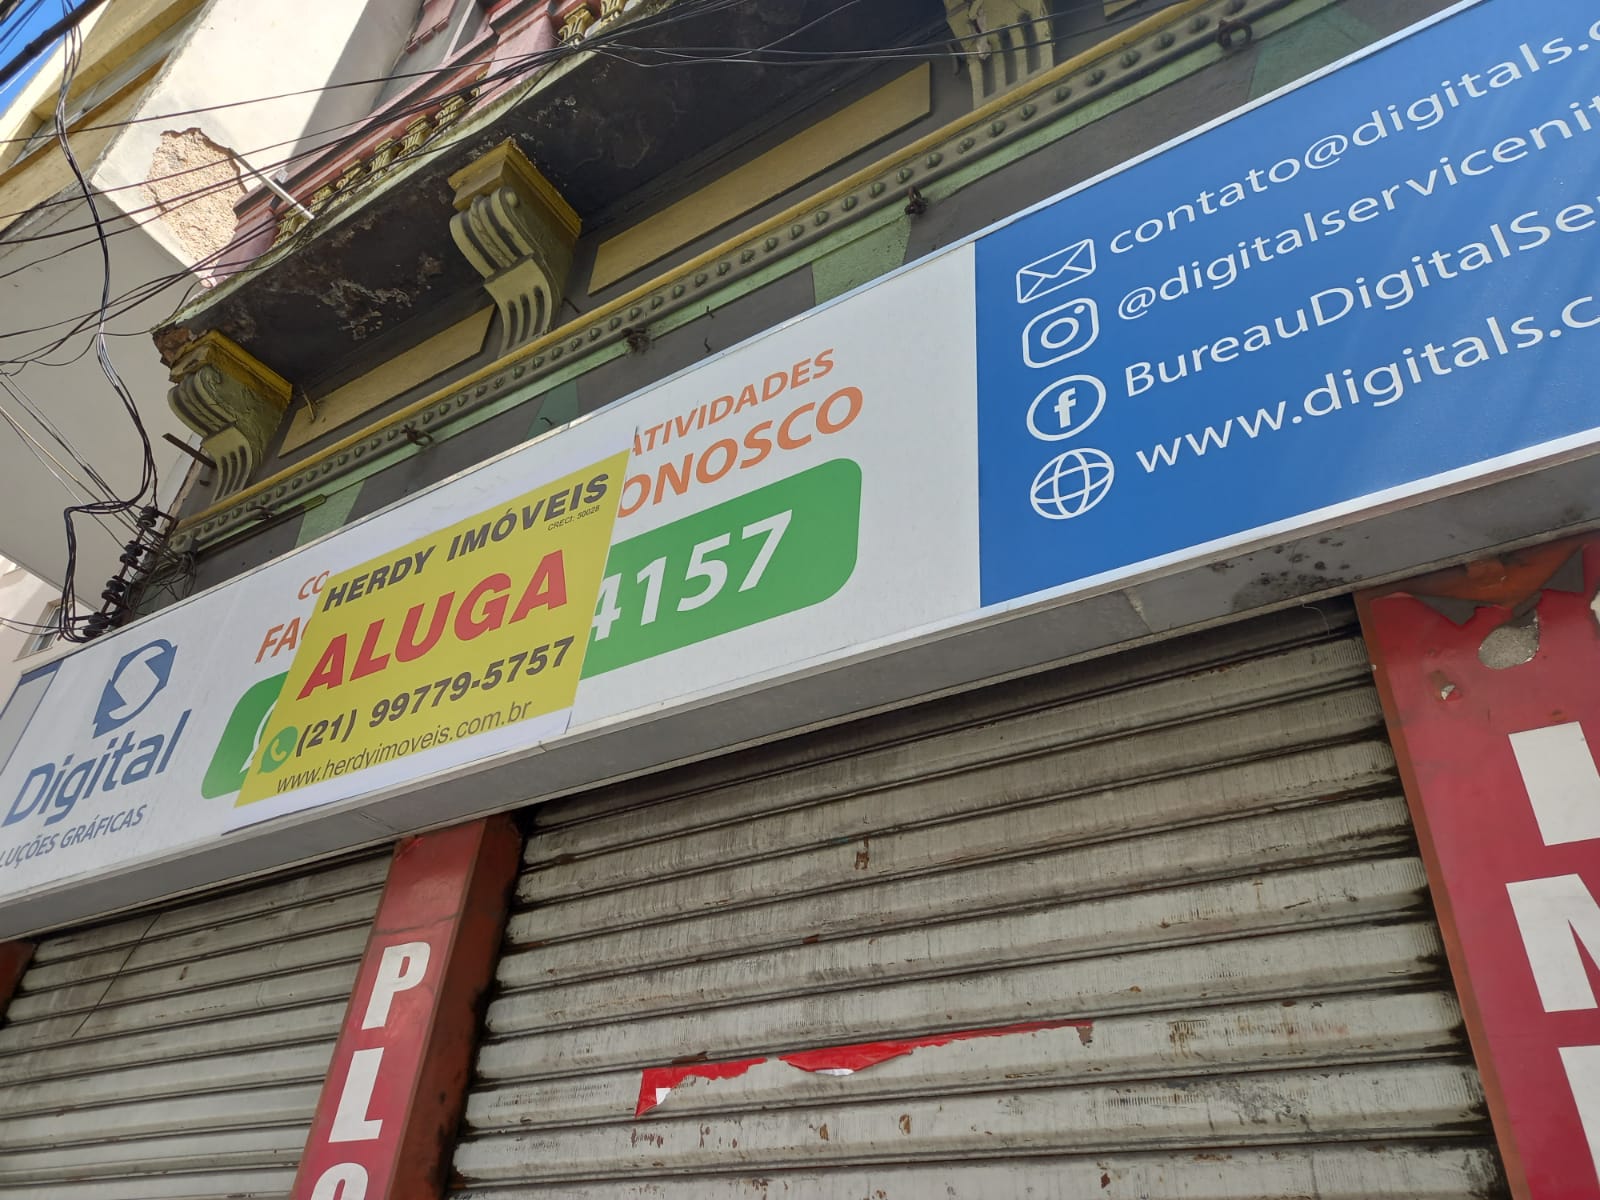 Digital
LUÇÕES GRÁFICAS
ATIVIDADES
ONOSCO
4157
HERDY IMÓVEIS
CRECI: 50028
ALUGA
(21) 99779-5757
www.herdyimoveis.com.br
contato@digitals.c
@digitalservicenit
BureauDigitalSer
www.digitals.c
PLO